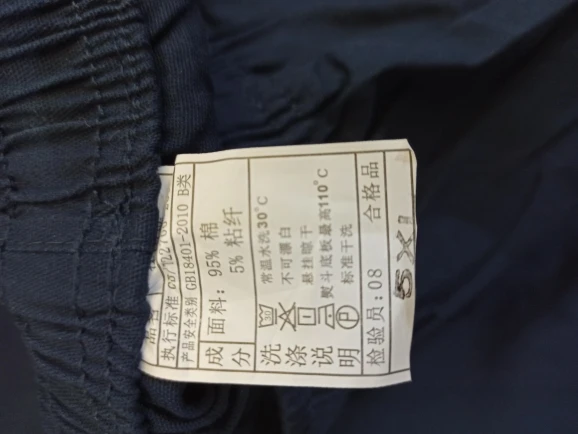 执行标准
产品安全类别 GB18401-2010 B类
成分
面料: 95% 棉
5% 粘纤
洗涤说明
常温水洗30°C
不可漂白
悬挂晾干
熨斗底板最高110°C
标准干洗
检验员:08 合格品